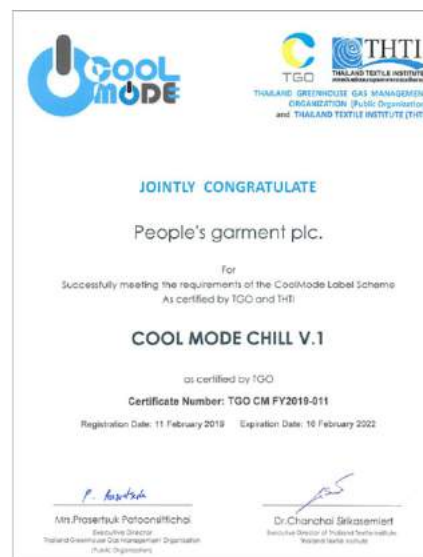 COOL
MODE
TGO
THTI
THAILAND TEXTILE INSTITUTE
THAILAND GREENHOUSE GAS MANAGEMENT
ORGANIZATION (Public Organization)
and THAILAND TEXTILE INSTITUTE (THTI)
JOINTLY CONGRATULATE
People's garment plc.
For
Successfully meeting the requirements of the CoolMode Label Scheme
As certified by TGO and THTI
COOL MODE CHILL V.1
as certified by TGO
Certificate Number: TGO CM FY2019-011
Registration Date: 11 February 2019 Expiration Date: 10 February 2022
Mrs.Prasertsuk Patoonsittichai
Executive Director
Thailand Greenhouse Gas Management Organisation
(Public Organization)
Dr.Chanchai Sirikasemlert
Executive Director of Thailand Textile Institute
Thailand Textile Institute